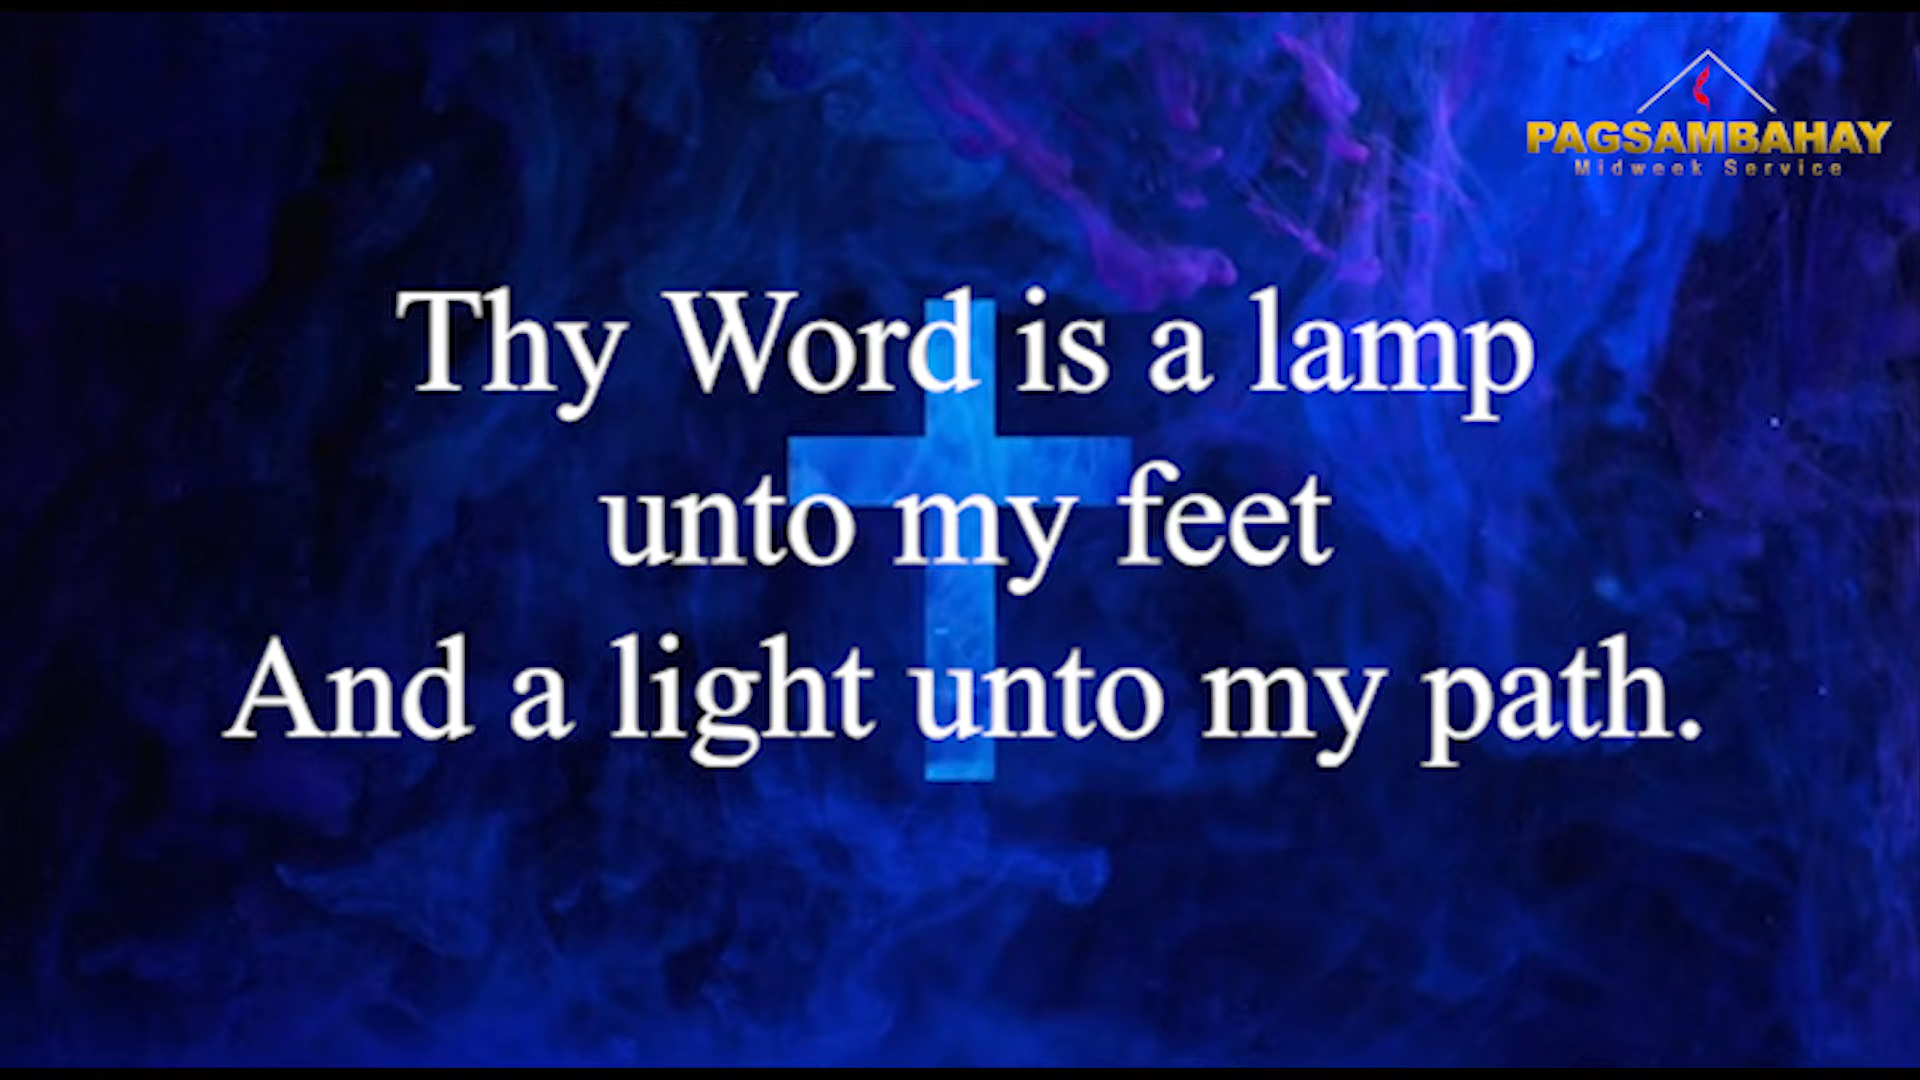 PAGSAMBAHAY
Midweek Service
Thy Word is a lamp
unto my feet
And a light unto my path.